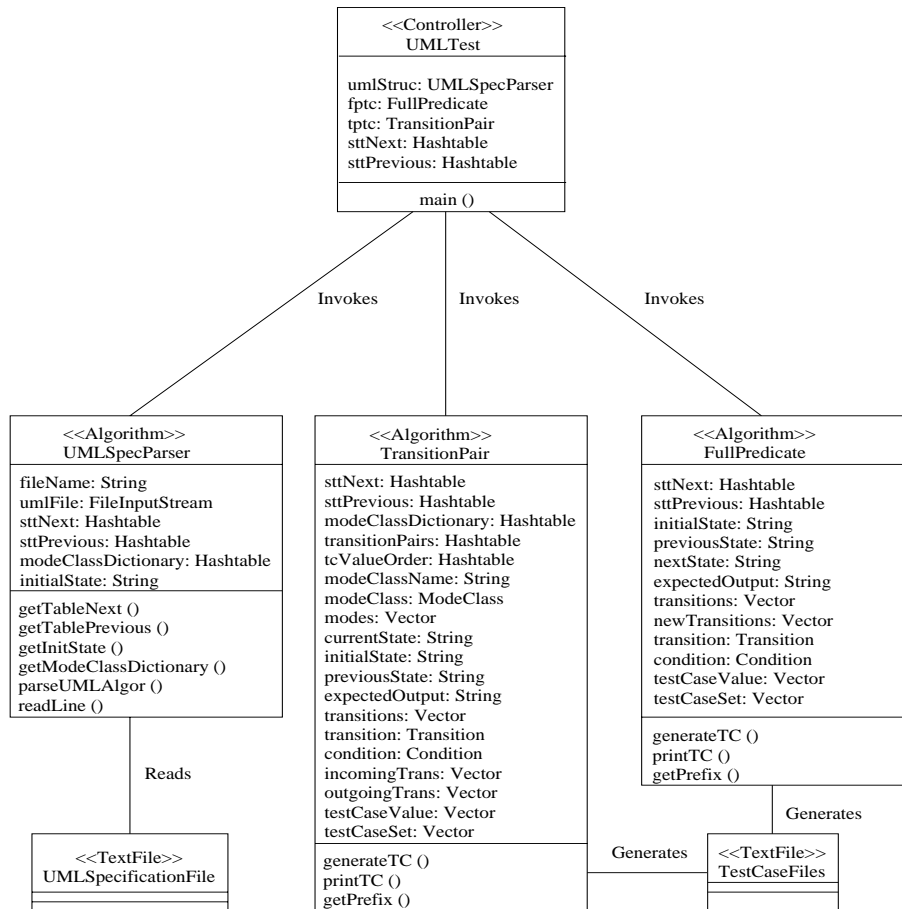 <<Controller>>
UMLTest
umlStruc: UMLSpecParser
fptc: FullPredicate
tptc: TransitionPair
sttNext: Hashtable
sttPrevious: Hashtable
main ()
Invokes
Invokes
Invokes
<<Algorithm>>
UMLSpecParser
fileName: String
umlFile: FileInputStream
sttNext: Hashtable
sttPrevious: Hashtable
modeClassDictionary: Hashtable
initialState: String
getTableNext ()
getTablePrevious ()
getInitState ()
getModeClassDictionary ()
parseUMLAlgor ()
readLine ()
<<Algorithm>>
TransitionPair
sttNext: Hashtable
sttPrevious: Hashtable
modeClassDictionary: Hashtable
transitionPairs: Hashtable
tcValueOrder: Hashtable
modeClassName: String
modeClass: ModeClass
modes: Vector
currentState: String
initialState: String
previousState: String
expectedOutput: String
transitions: Vector
transition: Transition
condition: Condition
incomingTrans: Vector
outgoingTrans: Vector
testCaseValue: Vector
testCaseSet: Vector
generateTC ()
printTC ()
getPrefix ()
<<Algorithm>>
FullPredicate
sttNext: Hashtable
sttPrevious: Hashtable
initialState: String
previousState: String
nextState: String
expectedOutput: String
transitions: Vector
newTransitions: Vector
transition: Transition
condition: Condition
testCaseValue: Vector
testCaseSet: Vector
generateTC ()
printTC ()
getPrefix ()
Reads
Generates
Generates
<<TextFile>>
UMLSpecificationFile
<<TextFile>>
TestCaseFiles